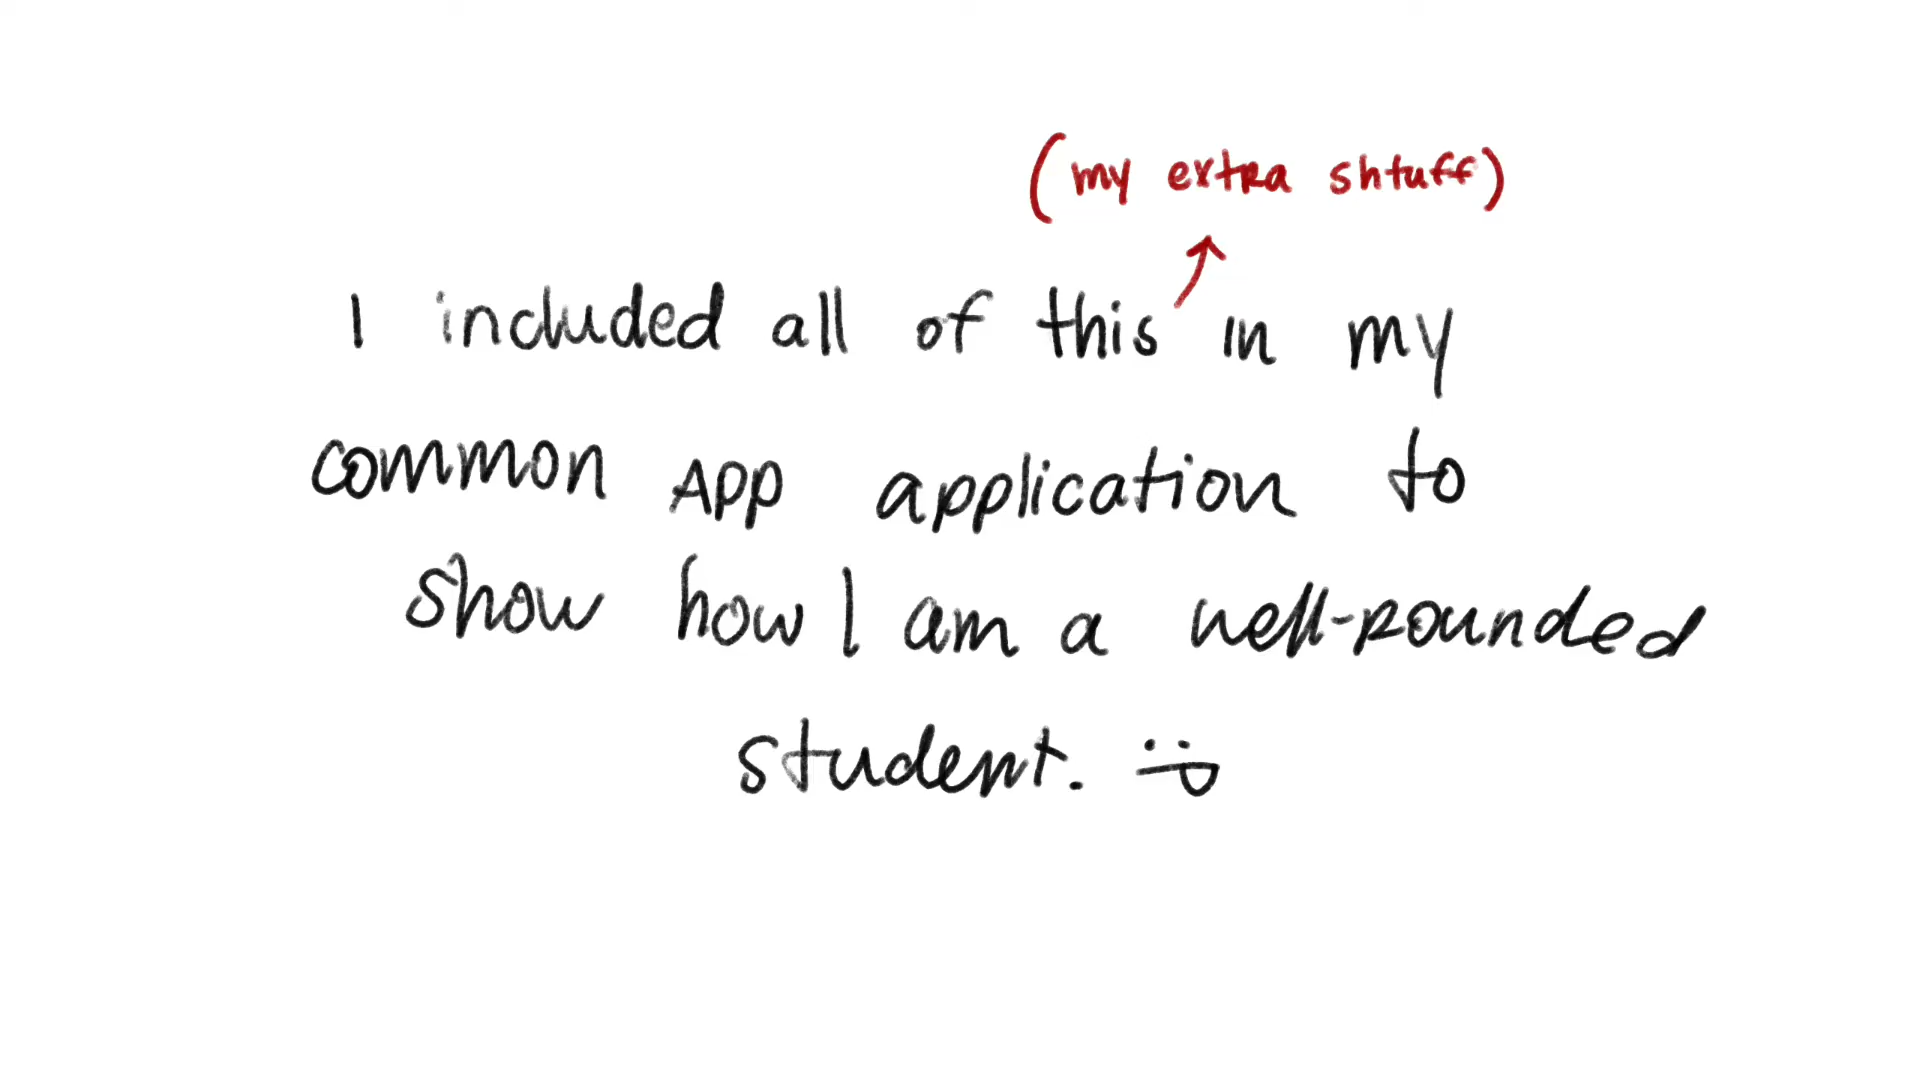 (my extra shtuff)
I included all of this in my
common App application to
show how I am a well-rounded
student.